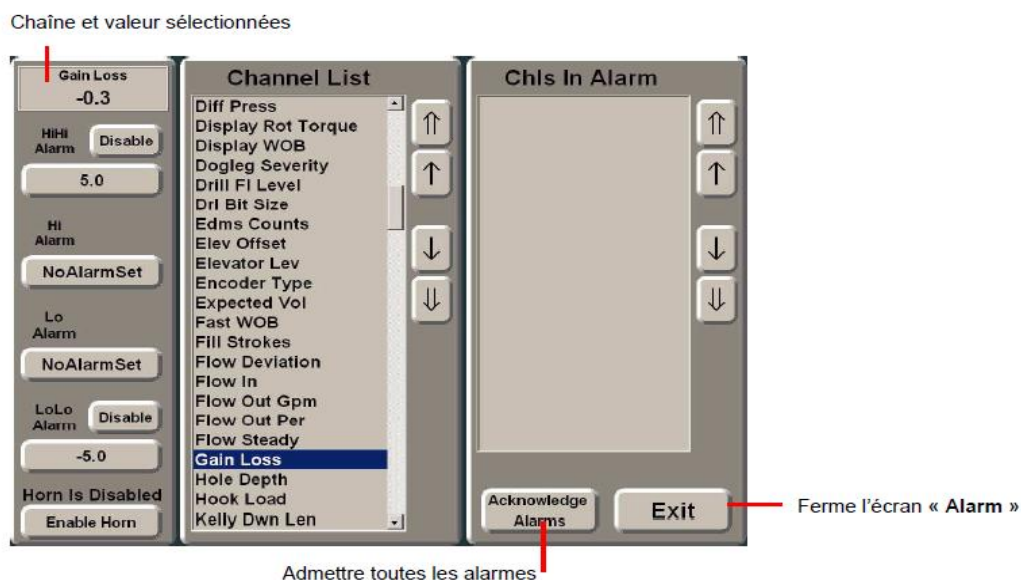 Chaîne et valeur sélectionnées
Gain Loss
-0.3
HiHi
Alarm
Disable
5.0
Hi
Alarm
NoAlarmSet
Lo
Alarm
NoAlarmSet
LoLo
Alarm
Disable
-5.0
Horn Is Disabled
Enable Horn
Channel List
Diff Press
Display Rot Torque
Display WOB
Dogleg Severity
Drill Fl Level
Drl Bit Size
Edms Counts
Elev Offset
Elevator Lev
Encoder Type
Expected Vol
Fast WOB
Fill Strokes
Flow Deviation
Flow In
Flow Out Gpm
Flow Out Per
Flow Steady
Gain Loss
Hole Depth
Hook Load
Kelly Dwn Len
Chls In Alarm
Acknowledge
Alarms
Exit
Ferme l'écran « Alarm »
Admettre toutes les alarmes